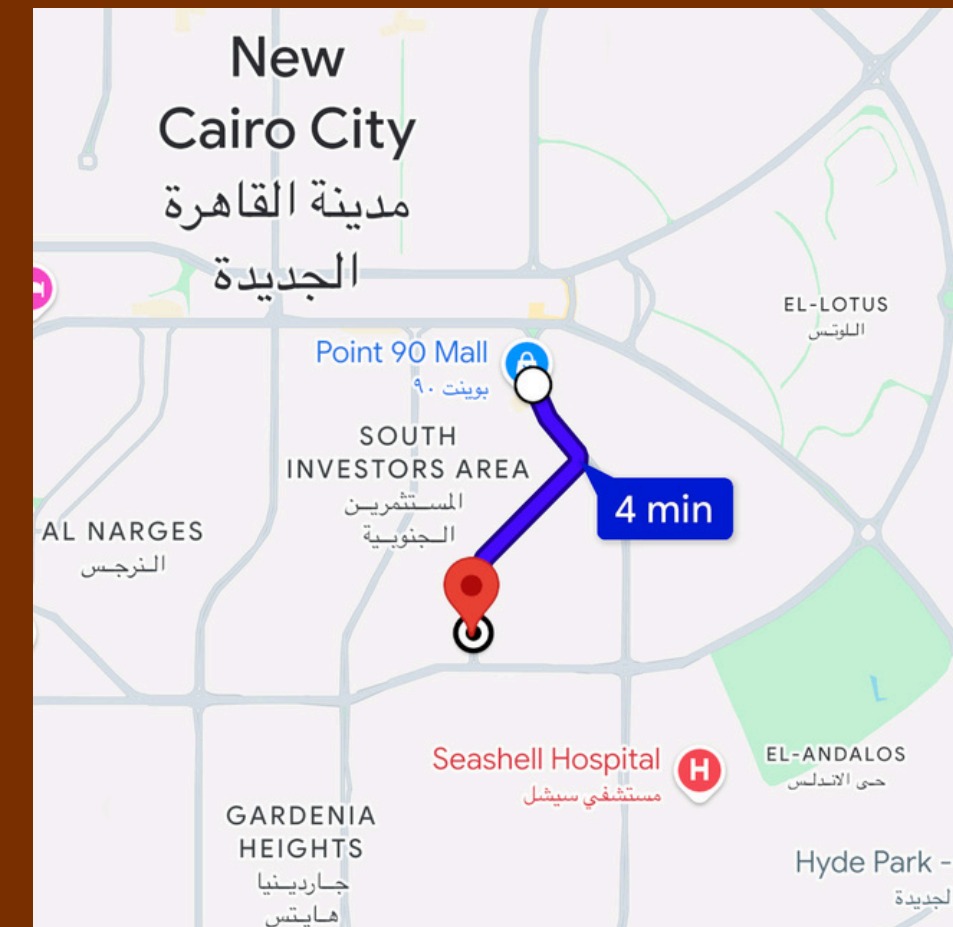 New
Cairo City
مدينة القاهرة
الجديدة
EL-LOTUS
اللوتس
Point 90 Mall
بوينت ٩٠
SOUTH
INVESTORS AREA
المستثمرين
الجنوبية
4 min
AL NARGES
النرجس
Seashell Hospital
مستشفي سيشل
H
EL-ANDALOS
حى الاندلس
GARDENIA
HEIGHTS
جاردينيا
هايتس
Hyde Park -
لجديدة